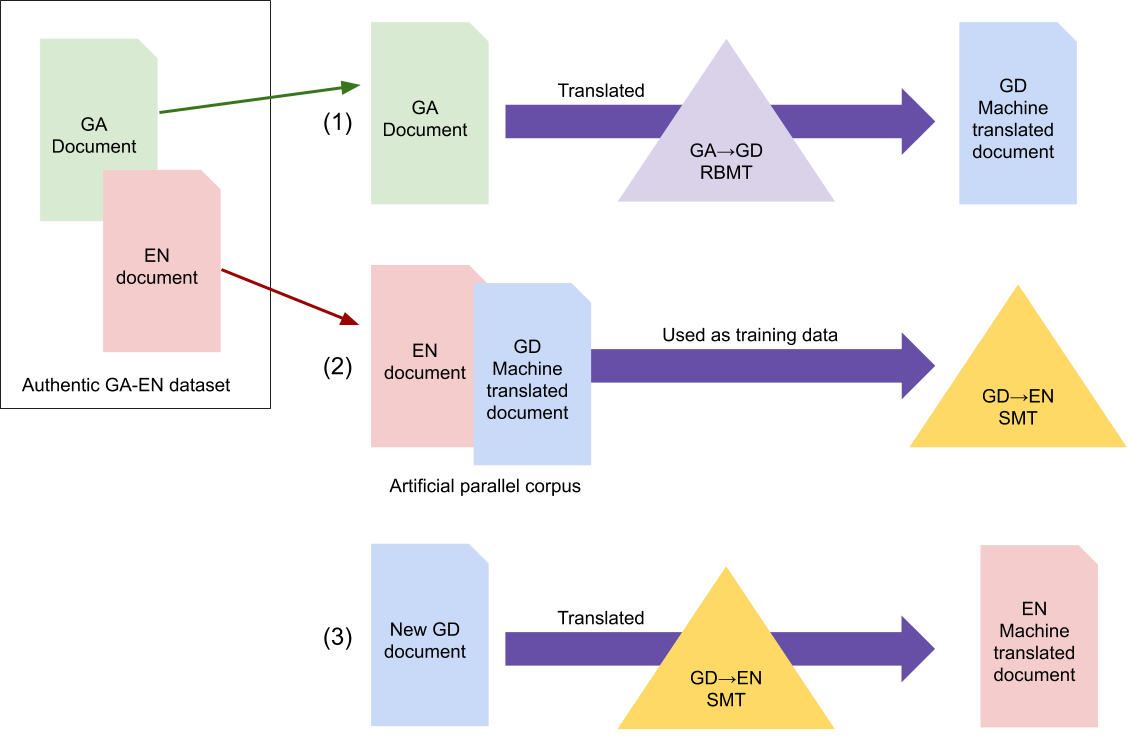 GA
Document
EN
document
Authentic GA-EN dataset
(1)
GA
Document
Translated
GA→GD
RBMT
GD
Machine
translated
document
(2)
EN
document
GD
Machine
translated
document
Artificial parallel corpus
Used as training data
GD→EN
SMT
(3)
New GD
document
Translated
GD→EN
SMT
EN
Machine
translated
document